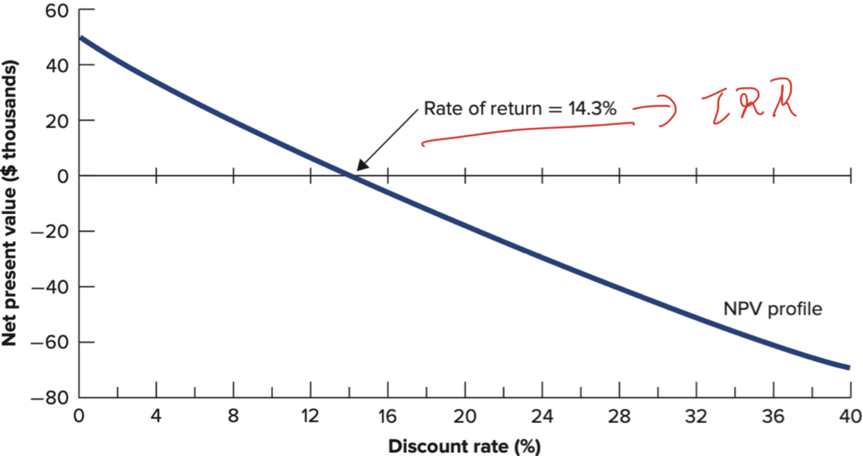 Net present value ($ thousands)
60
40
20
0
−20
−40
−60
−80
Rate of return = 14.3% → IRR
NPV profile
0 4 8 12 16 20 24 28 32 36 40
Discount rate (%)